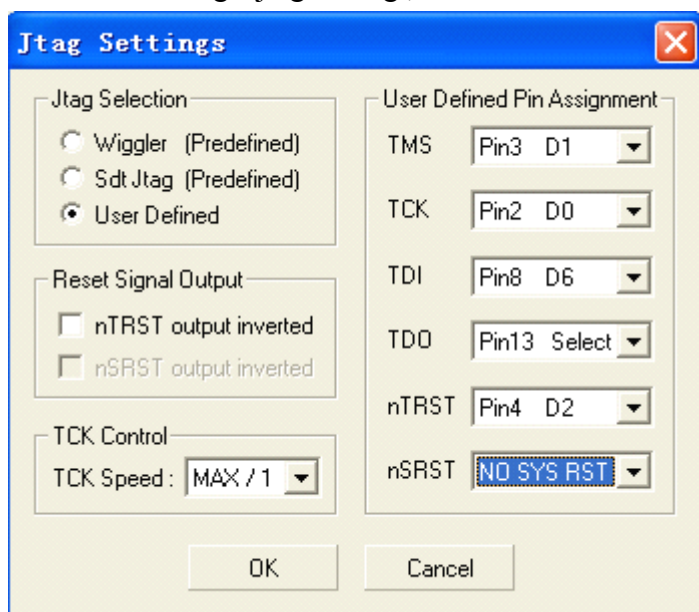 Jtag Settings
Jtag Selection
Wiggler (Predefined)
Sdt Jtag (Predefined)
User Defined
Reset Signal Output
nTRST output inverted
nSRST output inverted
TCK Control
TCK Speed : MAX / 1
User Defined Pin Assignment
TMS Pin3 D1
TCK Pin2 D0
TDI Pin8 D6
TDO Pin13 Select
nTRST Pin4 D2
nSRST NO SYS RST
OK Cancel